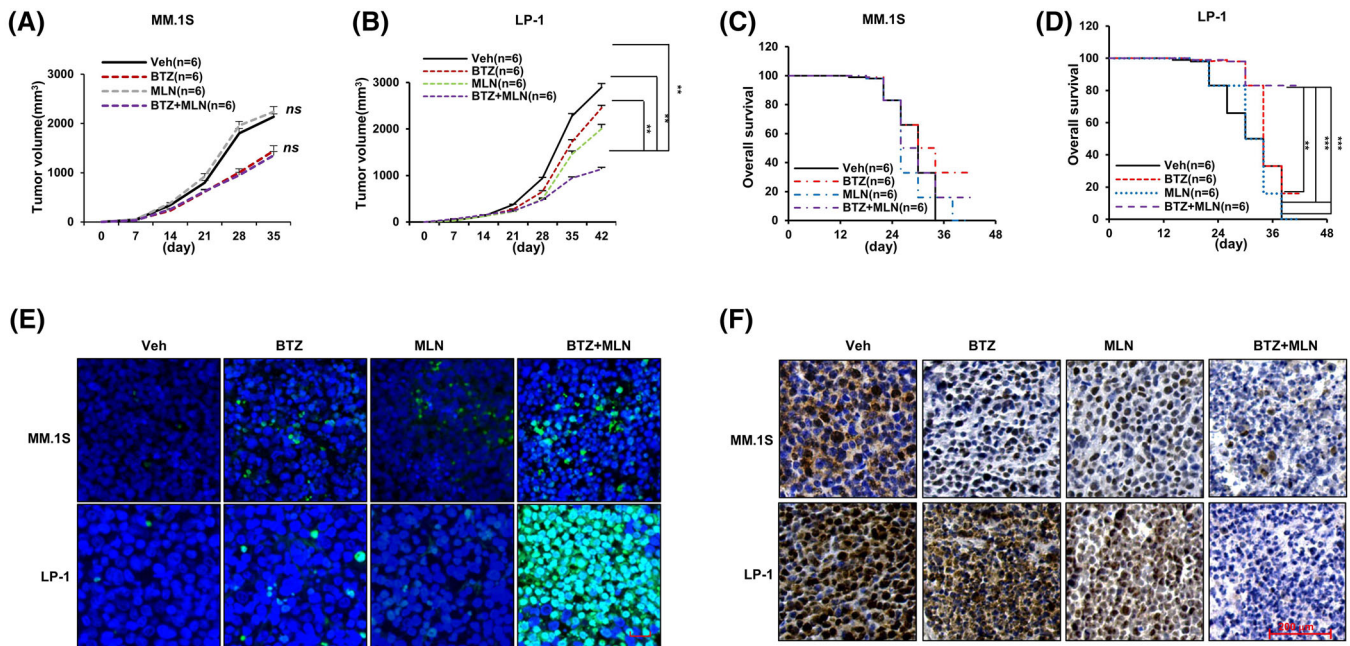 (A)
MM.1S
Veh(n=6)
BTZ(n=6)
MLN(n=6)
BTZ+MLN(n=6)
Tumor volume(mm³)
3000
2000
1000
0
ns
ns
0 7 14 21 28 35
(day)
(B)
LP-1
Veh(n=6)
BTZ(n=6)
MLN(n=6)
BTZ+MLN(n=6)
Tumor volume(mm³)
3000
2000
1000
0
**
**
**
0 7 14 21 28 35 42
(day)
(C)
MM.1S
Overall survival
120
100
80
60
40
20
0
Veh(n=6)
BTZ(n=6)
MLN(n=6)
BTZ+MLN(n=6)
0 12 24 36 48
(day)
(D)
LP-1
Overall survival
120
100
80
60
40
20
0
Veh(n=6)
BTZ(n=6)
MLN(n=6)
BTZ+MLN(n=6)
**
***
***
0 12 24 36 48
(day)
(E)
Veh BTZ MLN BTZ+MLN
MM.1S
LP-1
(F)
Veh BTZ MLN BTZ+MLN
MM.1S
LP-1
200 μm